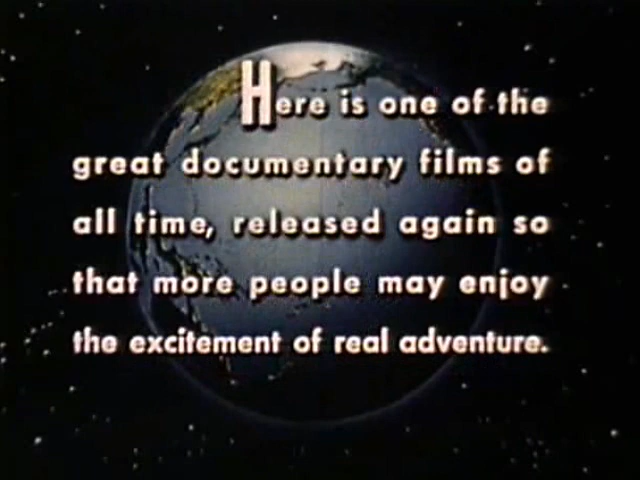 Here is one of the
great documentary films of
all time, released again so
that more people may enjoy
the excitement of real adventure.